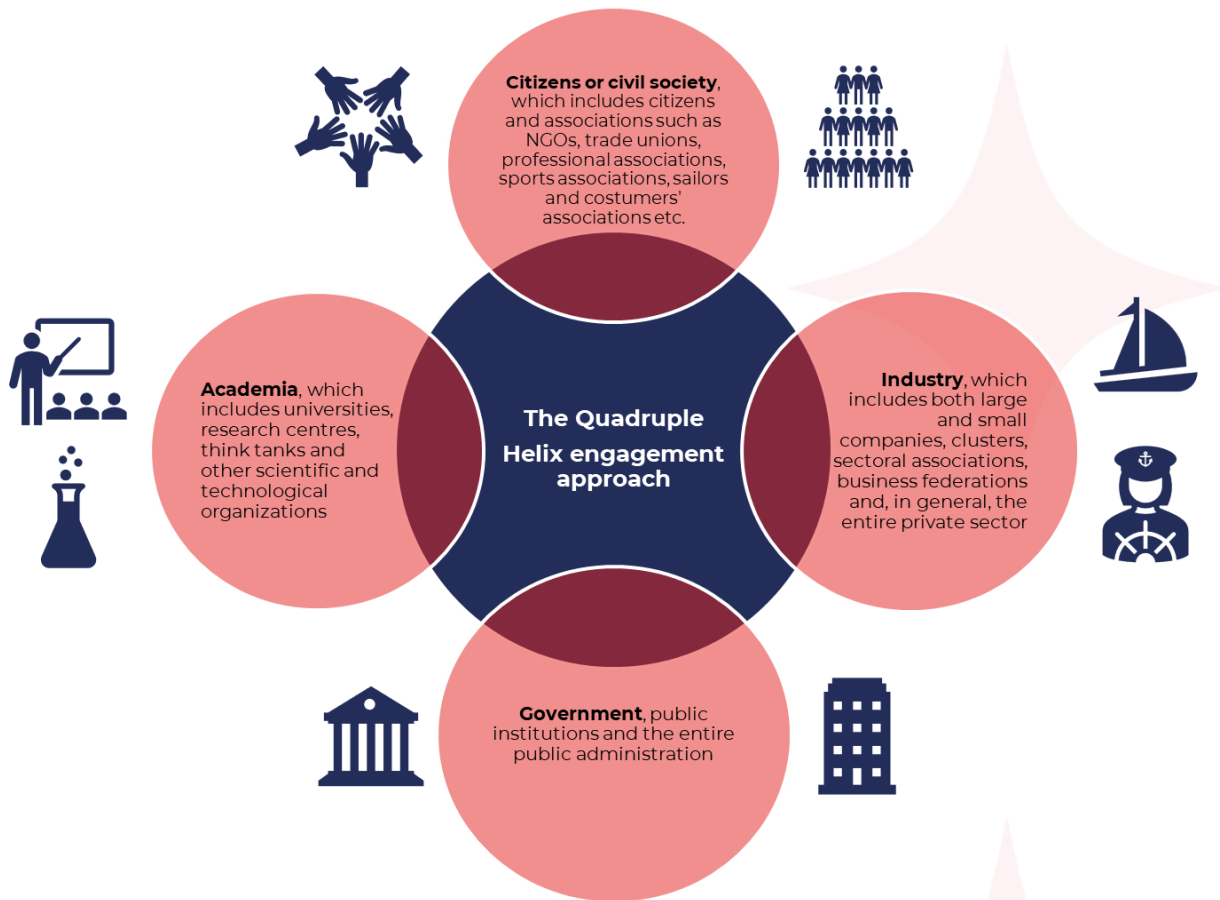 Citizens or civil society,
which includes citizens
and associations such as
NGOs, trade unions,
professional associations,
sports associations, sailors
and costumers'
associations etc.
Academia, which
includes universities,
research centres,
think tanks and
other scientific and
technological
organizations
The Quadruple
Helix engagement
approach
Industry, which
includes both large
and small
companies, clusters,
sectoral associations,
business federations
and, in general, the
entire private sector
Government, public
institutions and the entire
public administration